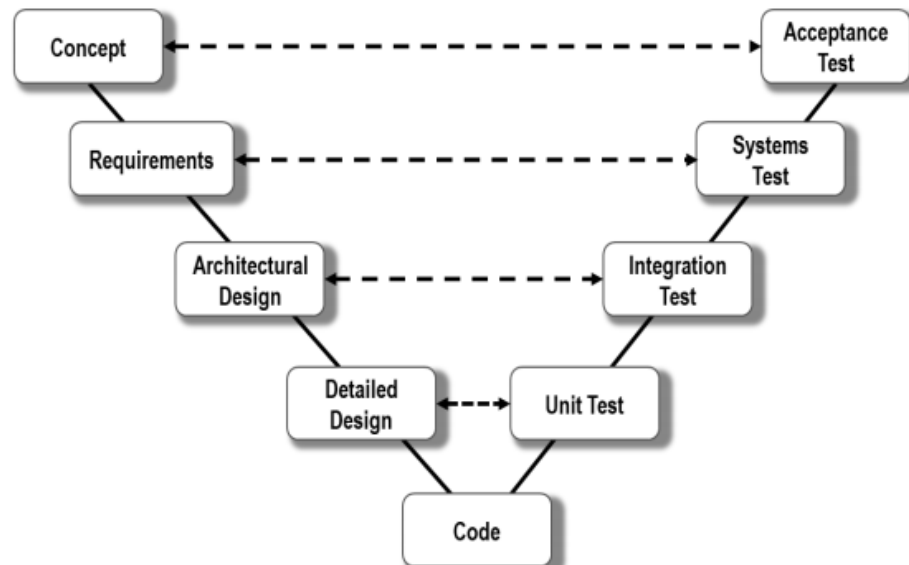 Concept
Acceptance
Test
Requirements
Systems
Test
Architectural
Design
Integration
Test
Detailed
Design
Unit Test
Code